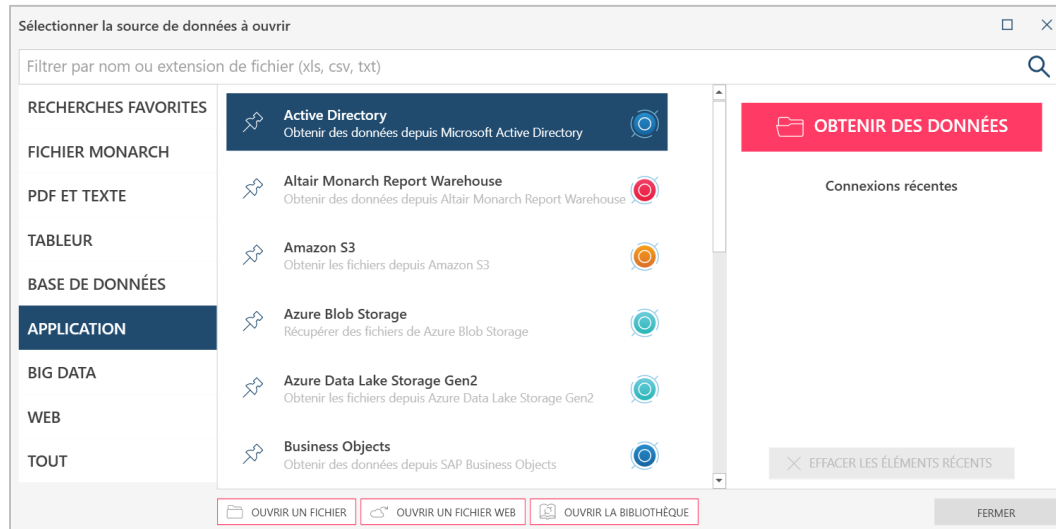 Sélectionner la source de données à ouvrir
Filtrer par nom ou extension de fichier (xls, csv, txt)
RECHERCHES FAVORITES
FICHIER MONARCH
PDF ET TEXTE
TABLEUR
BASE DE DONNÉES
APPLICATION
BIG DATA
WEB
TOUT
Active Directory
Obtenir des données depuis Microsoft Active Directory
Altair Monarch Report Warehouse
Obtenir des données depuis Altair Monarch Report Warehouse
Amazon S3
Obtenir les fichiers depuis Amazon S3
Azure Blob Storage
Récupérer des fichiers de Azure Blob Storage
Azure Data Lake Storage Gen2
Obtenir les fichiers depuis Azure Data Lake Storage Gen2
Business Objects
Obtenir des données depuis SAP Business Objects
OBTENIR DES DONNÉES
Connexions récentes
EFFACER LES ÉLÉMENTS RÉCENTS
OUVRIR UN FICHIER
OUVRIR UN FICHIER WEB
OUVRIR LA BIBLIOTHÈQUE
FERMER